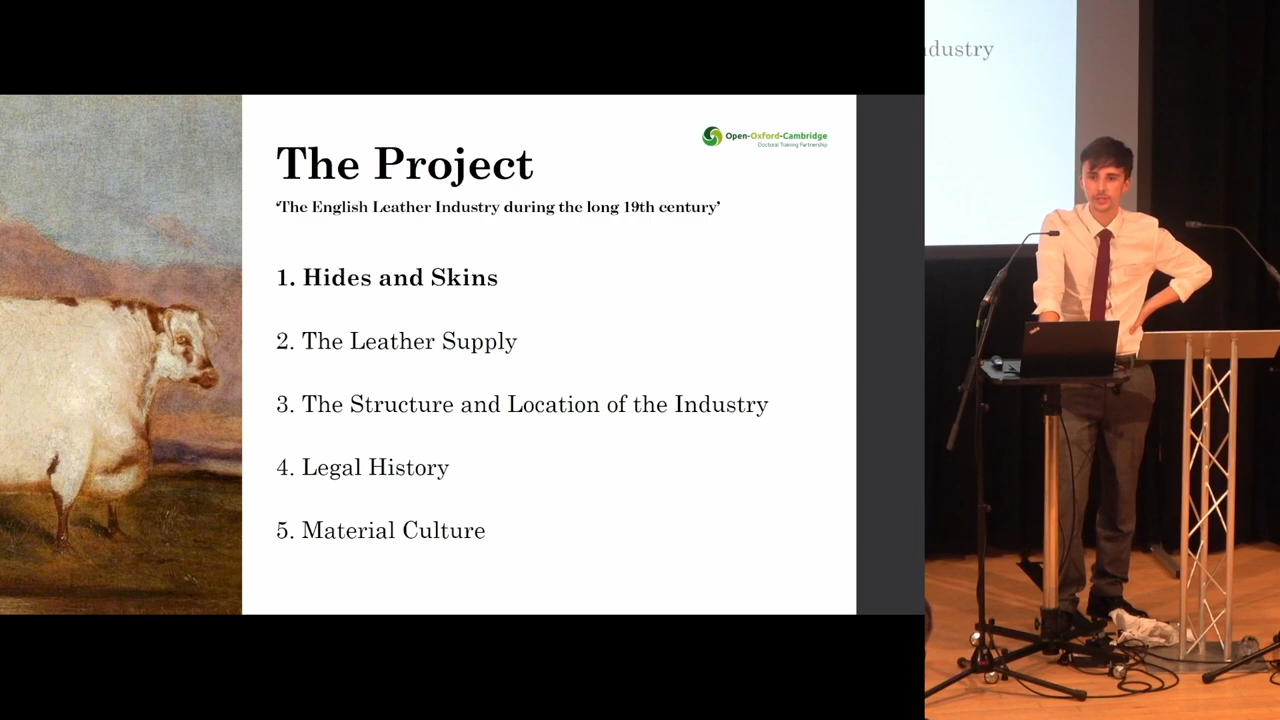 Open-Oxford-Cambridge
Doctoral Training Partnership
The Project
‘The English Leather Industry during the long 19th century’
1. Hides and Skins
2. The Leather Supply
3. The Structure and Location of the Industry
4. Legal History
5. Material Culture